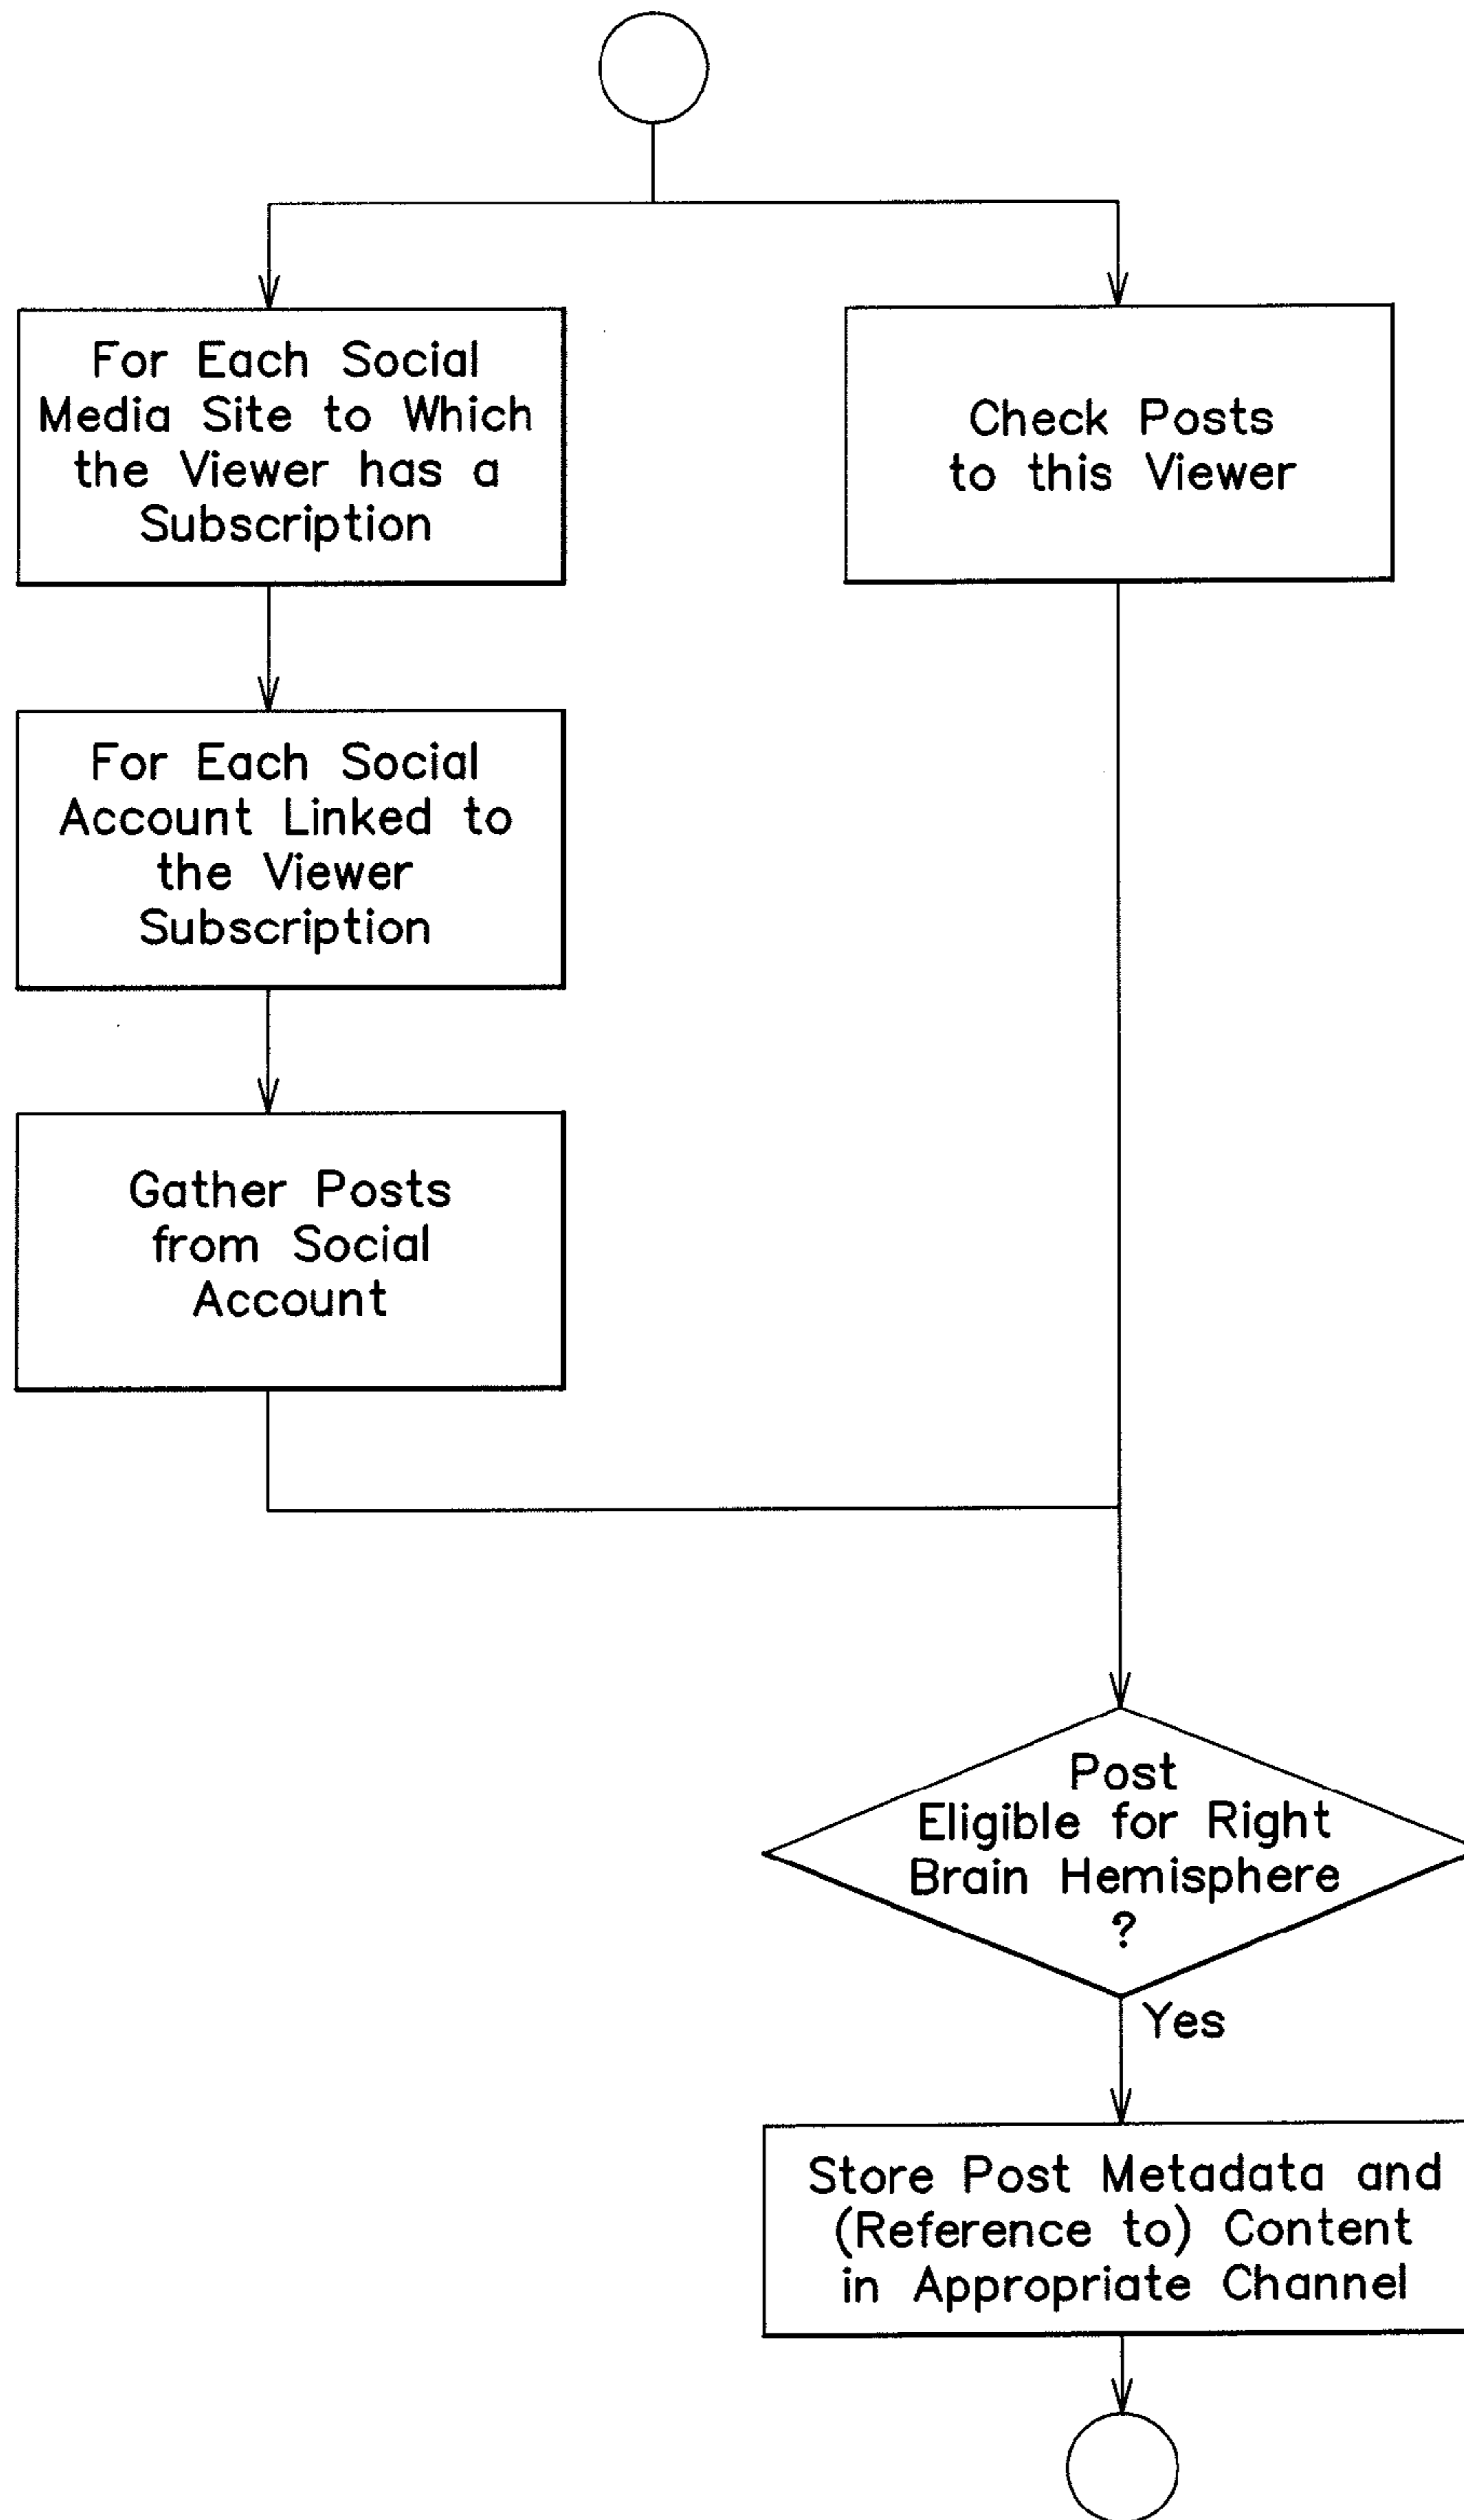 For Each Social
Media Site to Which
the Viewer has a
Subscription
Check Posts
to this Viewer
For Each Social
Account Linked to
the Viewer
Subscription
Gather Posts
from Social
Account
Post
Eligible for Right
Brain Hemisphere
?
Yes
Store Post Metadata and
(Reference to) Content
in Appropriate Channel